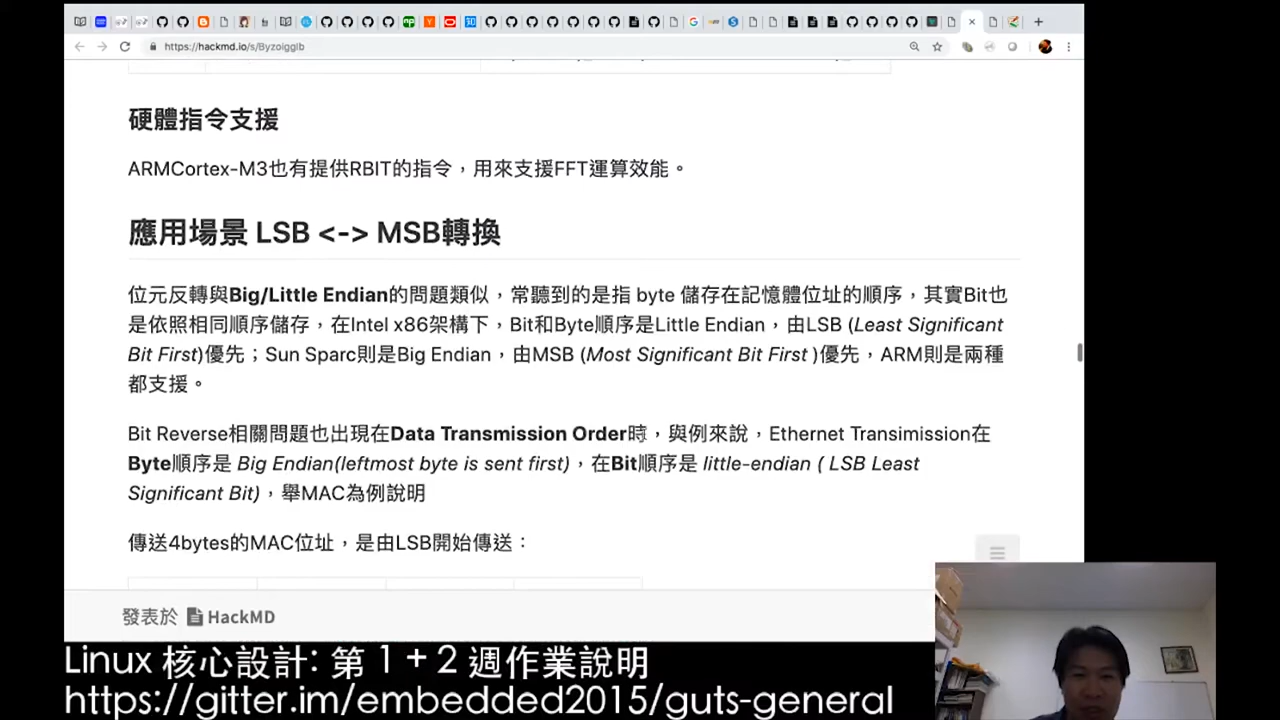 https://hackmd.io/s/ByzoiggIb
硬體指令支援
ARMCortex-M3也有提供RBIT的指令，用來支援FFT運算效能。
應用場景 LSB <-> MSB轉換
位元反轉與Big/Little Endian的問題類似，常聽到的是指 byte 儲存在記憶體位址的順序，其實Bit也
是依照相同順序儲存，在Intel x86架構下，Bit和Byte順序是Little Endian，由LSB (Least Significant
Bit First)優先；Sun Sparc則是Big Endian，由MSB (Most Significant Bit First )優先，ARM則是兩種
都支援。
Bit Reverse相關問題也出現在Data Transmission Order時，與例來說，Ethernet Transimission在
Byte順序是 Big Endian(leftmost byte is sent first)，在Bit順序是 little-endian ( LSB Least
Significant Bit)，舉MAC為例說明
傳送4bytes的MAC位址，是由LSB開始傳送：
發表於 HackMD
Linux 核心設計: 第 1 + 2 週作業說明
https://gitter.im/embedded2015/guts-general